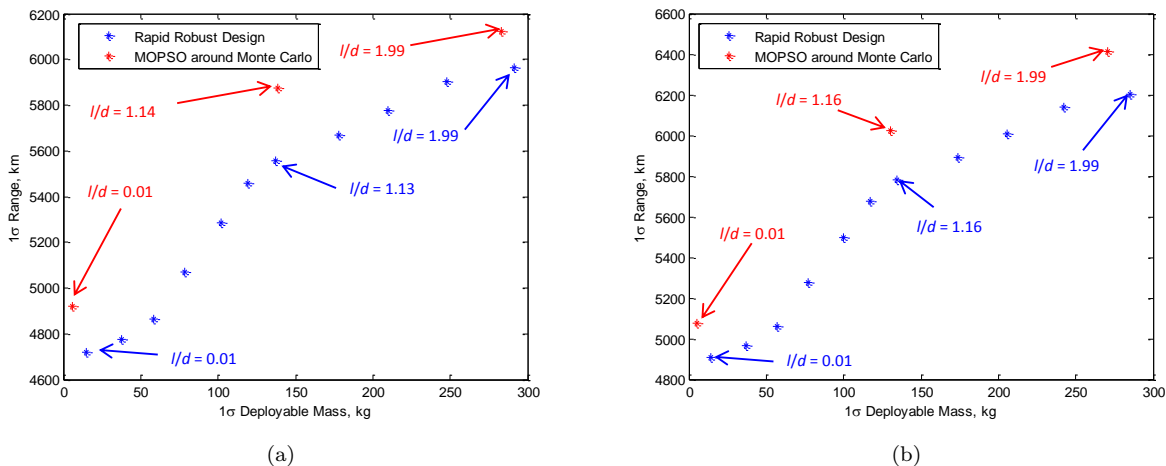 6200
6000
5800
5600
5400
5200
5000
4800
4600
0
50
100
150
200
250
300
1σ Range, km
1σ Deployable Mass, kg
Rapid Robust Design
MOPSO around Monte Carlo
l/d = 1.99
l/d = 1.14
l/d = 1.99
l/d = 1.13
l/d = 0.01
l/d = 0.01
(a)
6600
6400
6200
6000
5800
5600
5400
5200
5000
4800
0
50
100
150
200
250
300
1σ Range, km
1σ Deployable Mass, kg
Rapid Robust Design
MOPSO around Monte Carlo
l/d = 1.99
l/d = 1.16
l/d = 1.99
l/d = 1.16
l/d = 0.01
l/d = 0.01
(b)